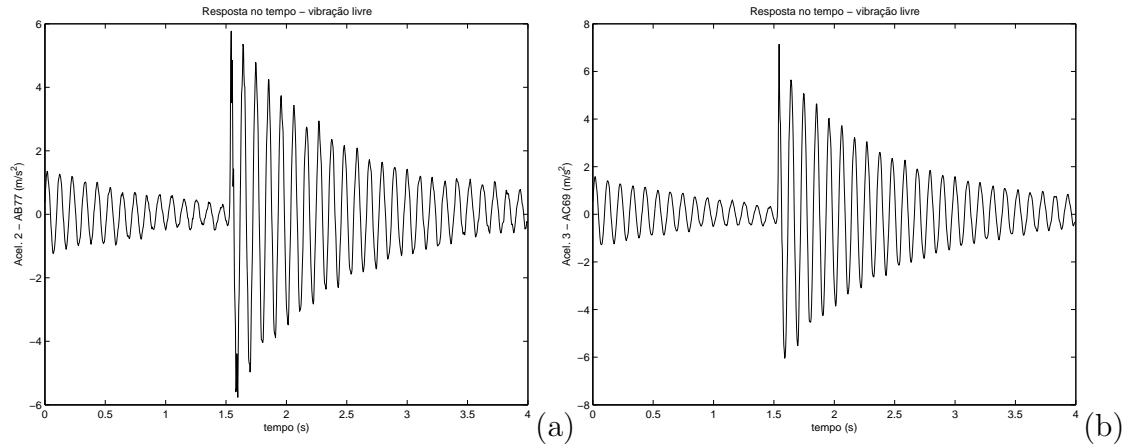 Resposta no tempo – vibração livre
6
4
2
0
−2
−4
−6
Acel. 2 − AB77 (m/s²)
0 0.5 1 1.5 2 2.5 3 3.5 4
tempo (s)
(a)
Resposta no tempo – vibração livre
8
6
4
2
0
−2
−4
−6
−8
Acel. 3 − AC69 (m/s²)
0 0.5 1 1.5 2 2.5 3 3.5 4
tempo (s)
(b)